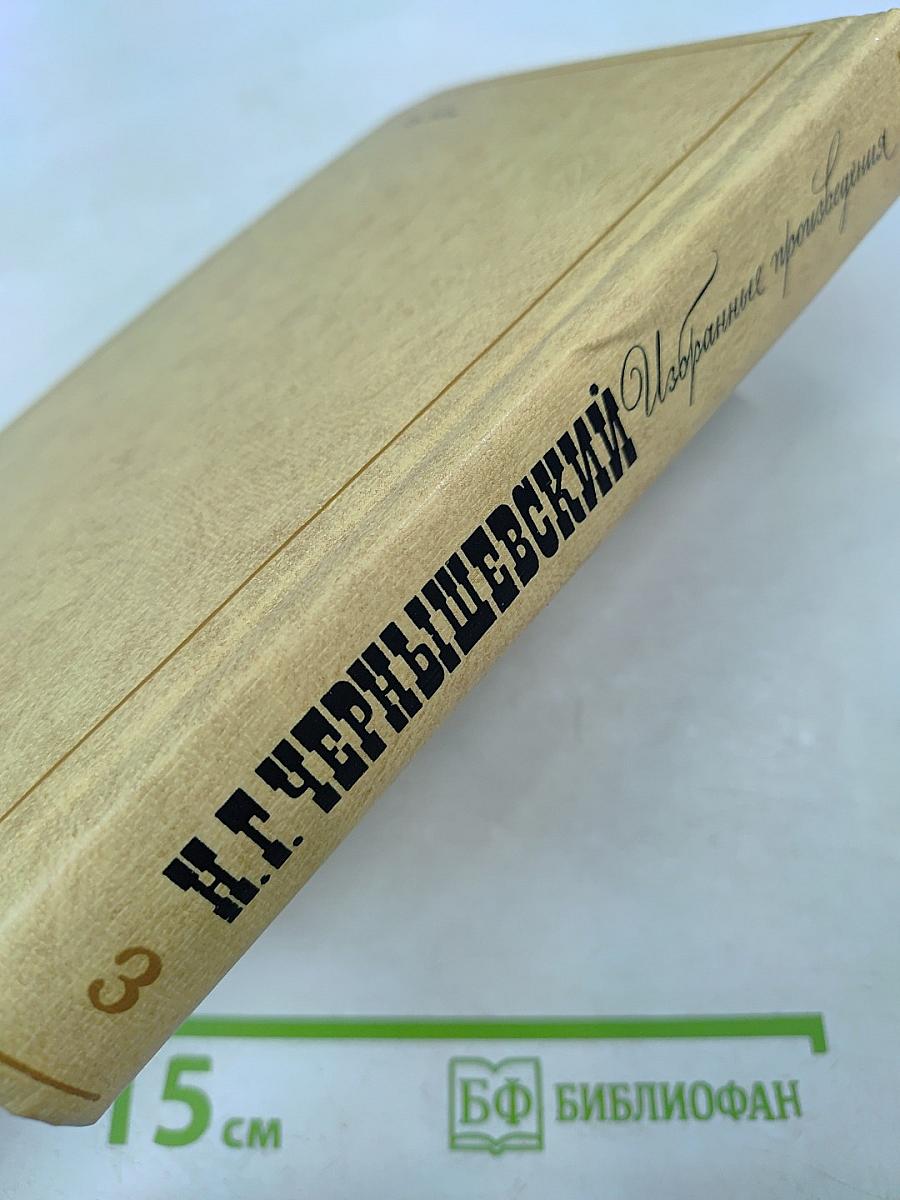 Н.Г. ЧЕРНЫШЕВСКИЙ
Избранные произведения
3
15 см
БФ БИБЛИОФАН